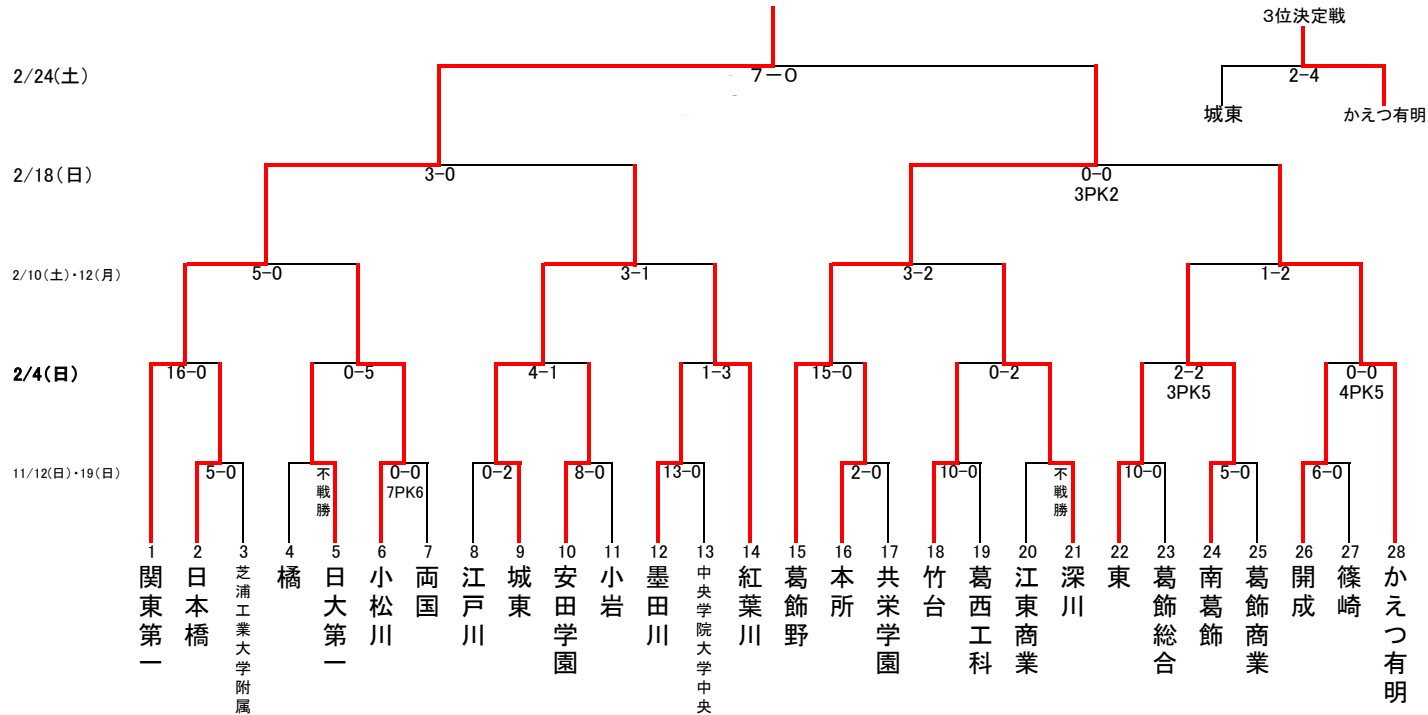 3位決定戦
2/24(土)
7－0
2-4
城東
かえつ有明
2/18(日)
3-0
0-0
3PK2
2/10(土)・12(月)
5-0
3-1
3-2
1-2
2/4(日)
16-0
0-5
4-1
1-3
15-0
0-2
2-2
3PK5
0-0
4PK5
11/12(日)・19(日)
5-0
不戦勝
0-0
7PK6
0-2
8-0
13-0
2-0
10-0
不戦勝
10-0
5-0
6-0
1
2
3
4
5
6
7
8
9
10
11
12
13
14
15
16
17
18
19
20
21
22
23
24
25
26
27
28
関東第一
日本橋
芝浦工業大学附属
橘
日大第一
小松川
両国
江戸川
城東
安田学園
小岩
墨田川
中央学院大学中央
紅葉川
葛飾野
本所
共栄学園
竹台
葛西工科
江東商業
深川
東
葛飾総合
南葛飾
葛飾商業
開成
篠崎
かえつ有明